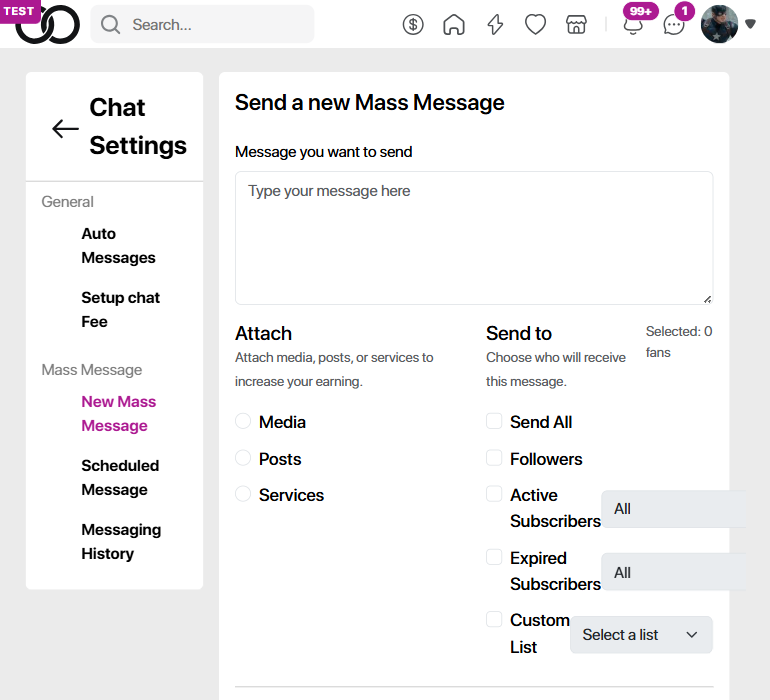 TEST
Search...
99+
1
Chat
Settings
General
Auto
Messages
Setup chat
Fee
Mass Message
New Mass
Message
Scheduled
Message
Messaging
History
Send a new Mass Message
Message you want to send
Type your message here
Attach
Attach media, posts, or services to
increase your earning.
Media
Posts
Services
Send to
Choose who will receive
this message.
Selected: 0
fans
Send All
Followers
Active
Subscribers
All
Expired
Subscribers
All
Custom
List
Select a list